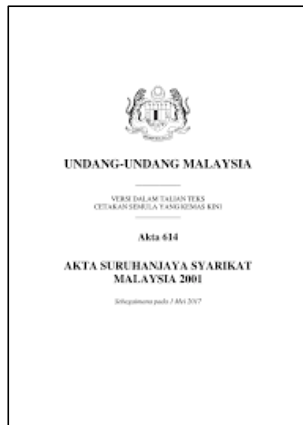 UNDANG-UNDANG MALAYSIA
VERSI DALAM TALIAN TEKS
CETAKAN SEMULA YANG KEMAS KINI
Akta 614
AKTA SURUHANJAYA SYARIKAT
MALAYSIA 2001
Sebagaimana pada 1 Mei 2017